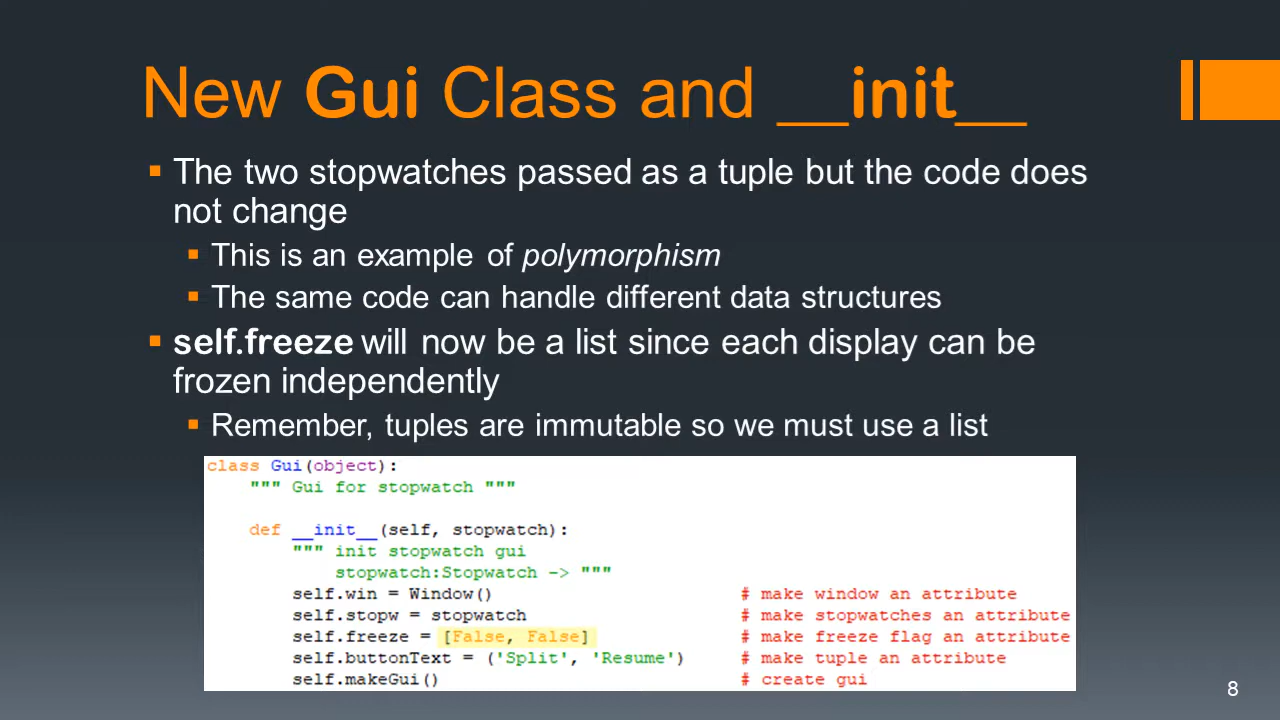 New Gui Class and __init__
▪ The two stopwatches passed as a tuple but the code does
not change
▪ This is an example of polymorphism
▪ The same code can handle different data structures
▪ self.freeze will now be a list since each display can be
frozen independently
▪ Remember, tuples are immutable so we must use a list
class Gui(object):
    """ Gui for stopwatch """
    def __init__(self, stopwatch):
        """ init stopwatch gui
            stopwatch:Stopwatch -> """
        self.win = Window() # make window an attribute
        self.stopw = stopwatch # make stopwatches an attribute
        self.freeze = [False, False] # make freeze flag an attribute
        self.buttonText = ('Split', 'Resume') # make tuple an attribute
        self.makeGui() # create gui
8